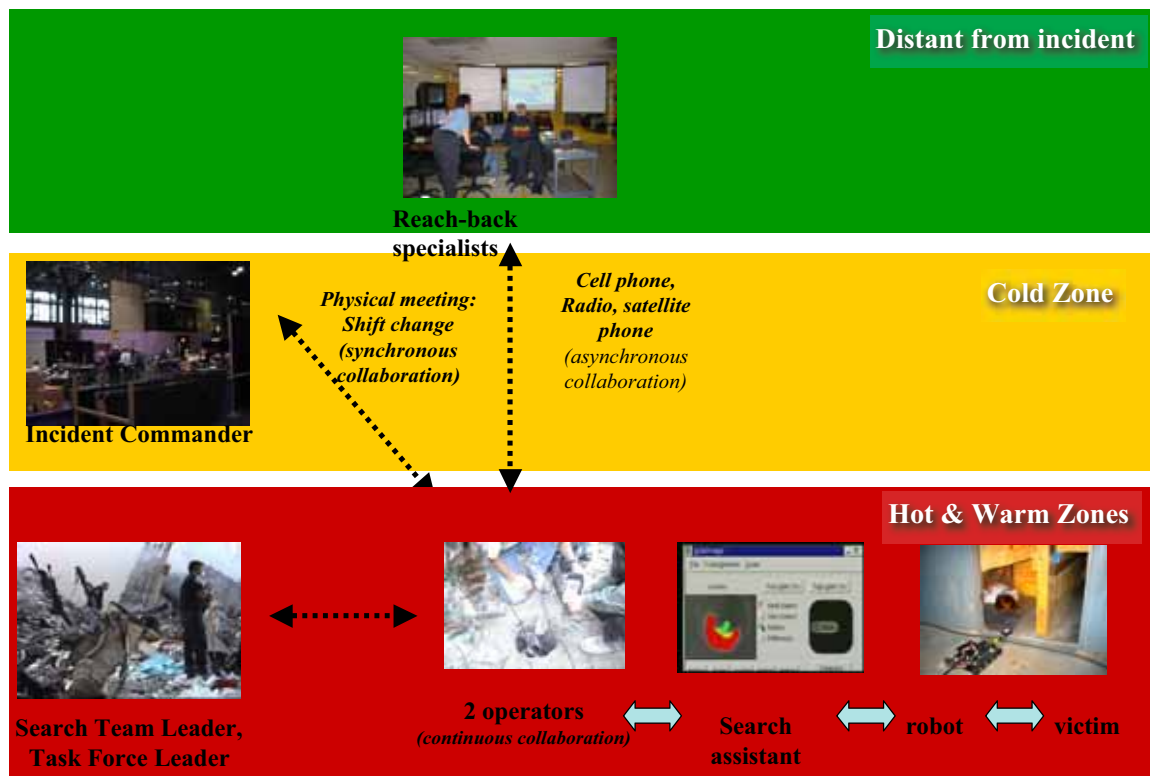 Distant from incident
Reach-back
specialists
Cold Zone
Physical meeting:
Shift change
(synchronous
collaboration)
Cell phone,
Radio, satellite
phone
(asynchronous
collaboration)
Incident Commander
Hot & Warm Zones
Search Team Leader,
Task Force Leader
2 operators
(continuous collaboration)
Search
assistant
robot
victim